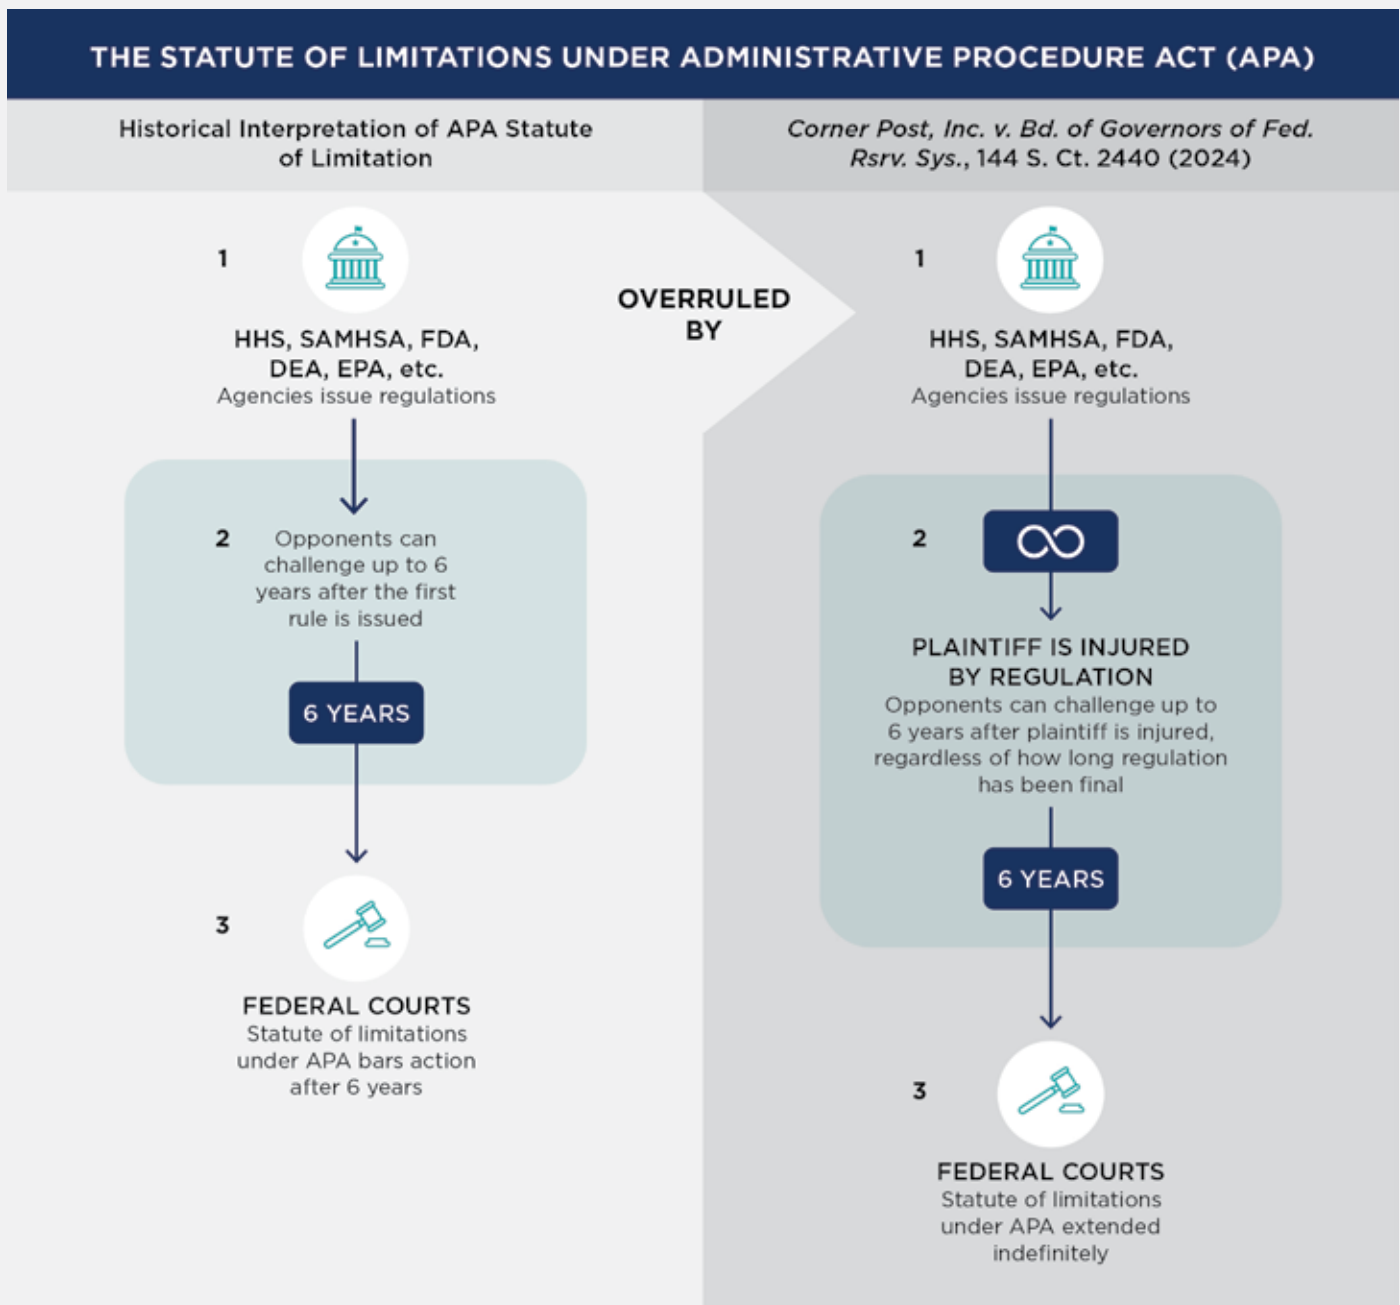 THE STATUTE OF LIMITATIONS UNDER ADMINISTRATIVE PROCEDURE ACT (APA)
Historical Interpretation of APA Statute
of Limitation
1
HHS, SAMHSA, FDA,
DEA, EPA, etc.
Agencies issue regulations
2
Opponents can
challenge up to 6
years after the first
rule is issued
6 YEARS
3
FEDERAL COURTS
Statute of limitations
under APA bars action
after 6 years
OVERRULED
BY
Corner Post, Inc. v. Bd. of Governors of Fed.
Rsrv. Sys., 144 S. Ct. 2440 (2024)
1
HHS, SAMHSA, FDA,
DEA, EPA, etc.
Agencies issue regulations
2
∞
PLAINTIFF IS INJURED
BY REGULATION
Opponents can challenge up to
6 years after plaintiff is injured,
regardless of how long regulation
has been final
6 YEARS
3
FEDERAL COURTS
Statute of limitations
under APA extended
indefinitely